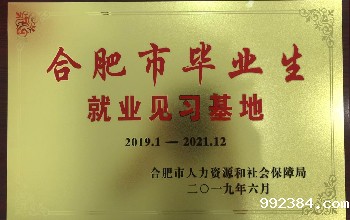 合肥市毕业生
就业见习基地
2019.1 — 2021.12
合肥市人力资源和社会保障局
二〇一九年六月
992384.com